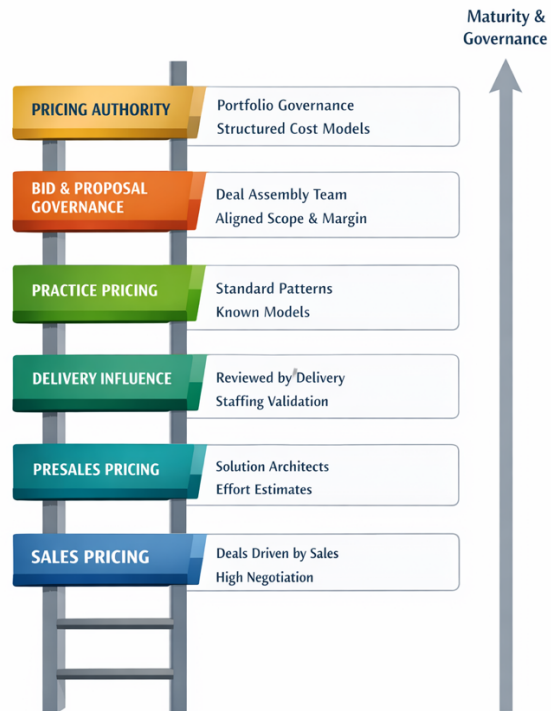 Maturity &
Governance
PRICING AUTHORITY
Portfolio Governance
Structured Cost Models
BID & PROPOSAL
GOVERNANCE
Deal Assembly Team
Aligned Scope & Margin
PRACTICE PRICING
Standard Patterns
Known Models
DELIVERY INFLUENCE
Reviewed by Delivery
Staffing Validation
PRESALES PRICING
Solution Architects
Effort Estimates
SALES PRICING
Deals Driven by Sales
High Negotiation